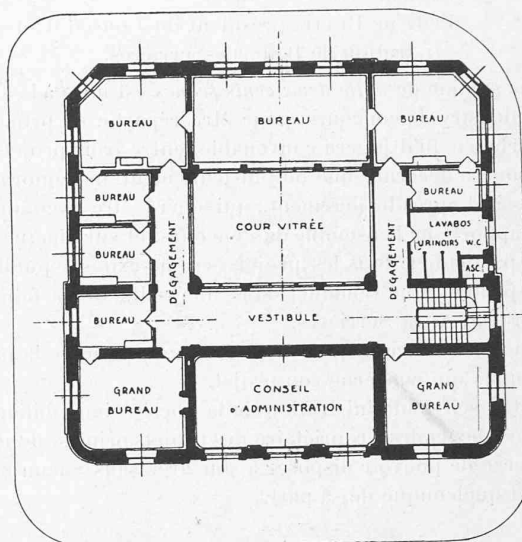 BUREAU
BUREAU
BUREAU
BUREAU
BUREAU
COUR VITRÉE
LAVABOS
et
URINOIRS W.C.
DÉGAGEMENT
DÉGAGEMENT
BUREAU
ASC.
BUREAU
VESTIBULE
GRAND
BUREAU
CONSEIL
D'ADMINISTRATION
GRAND
BUREAU